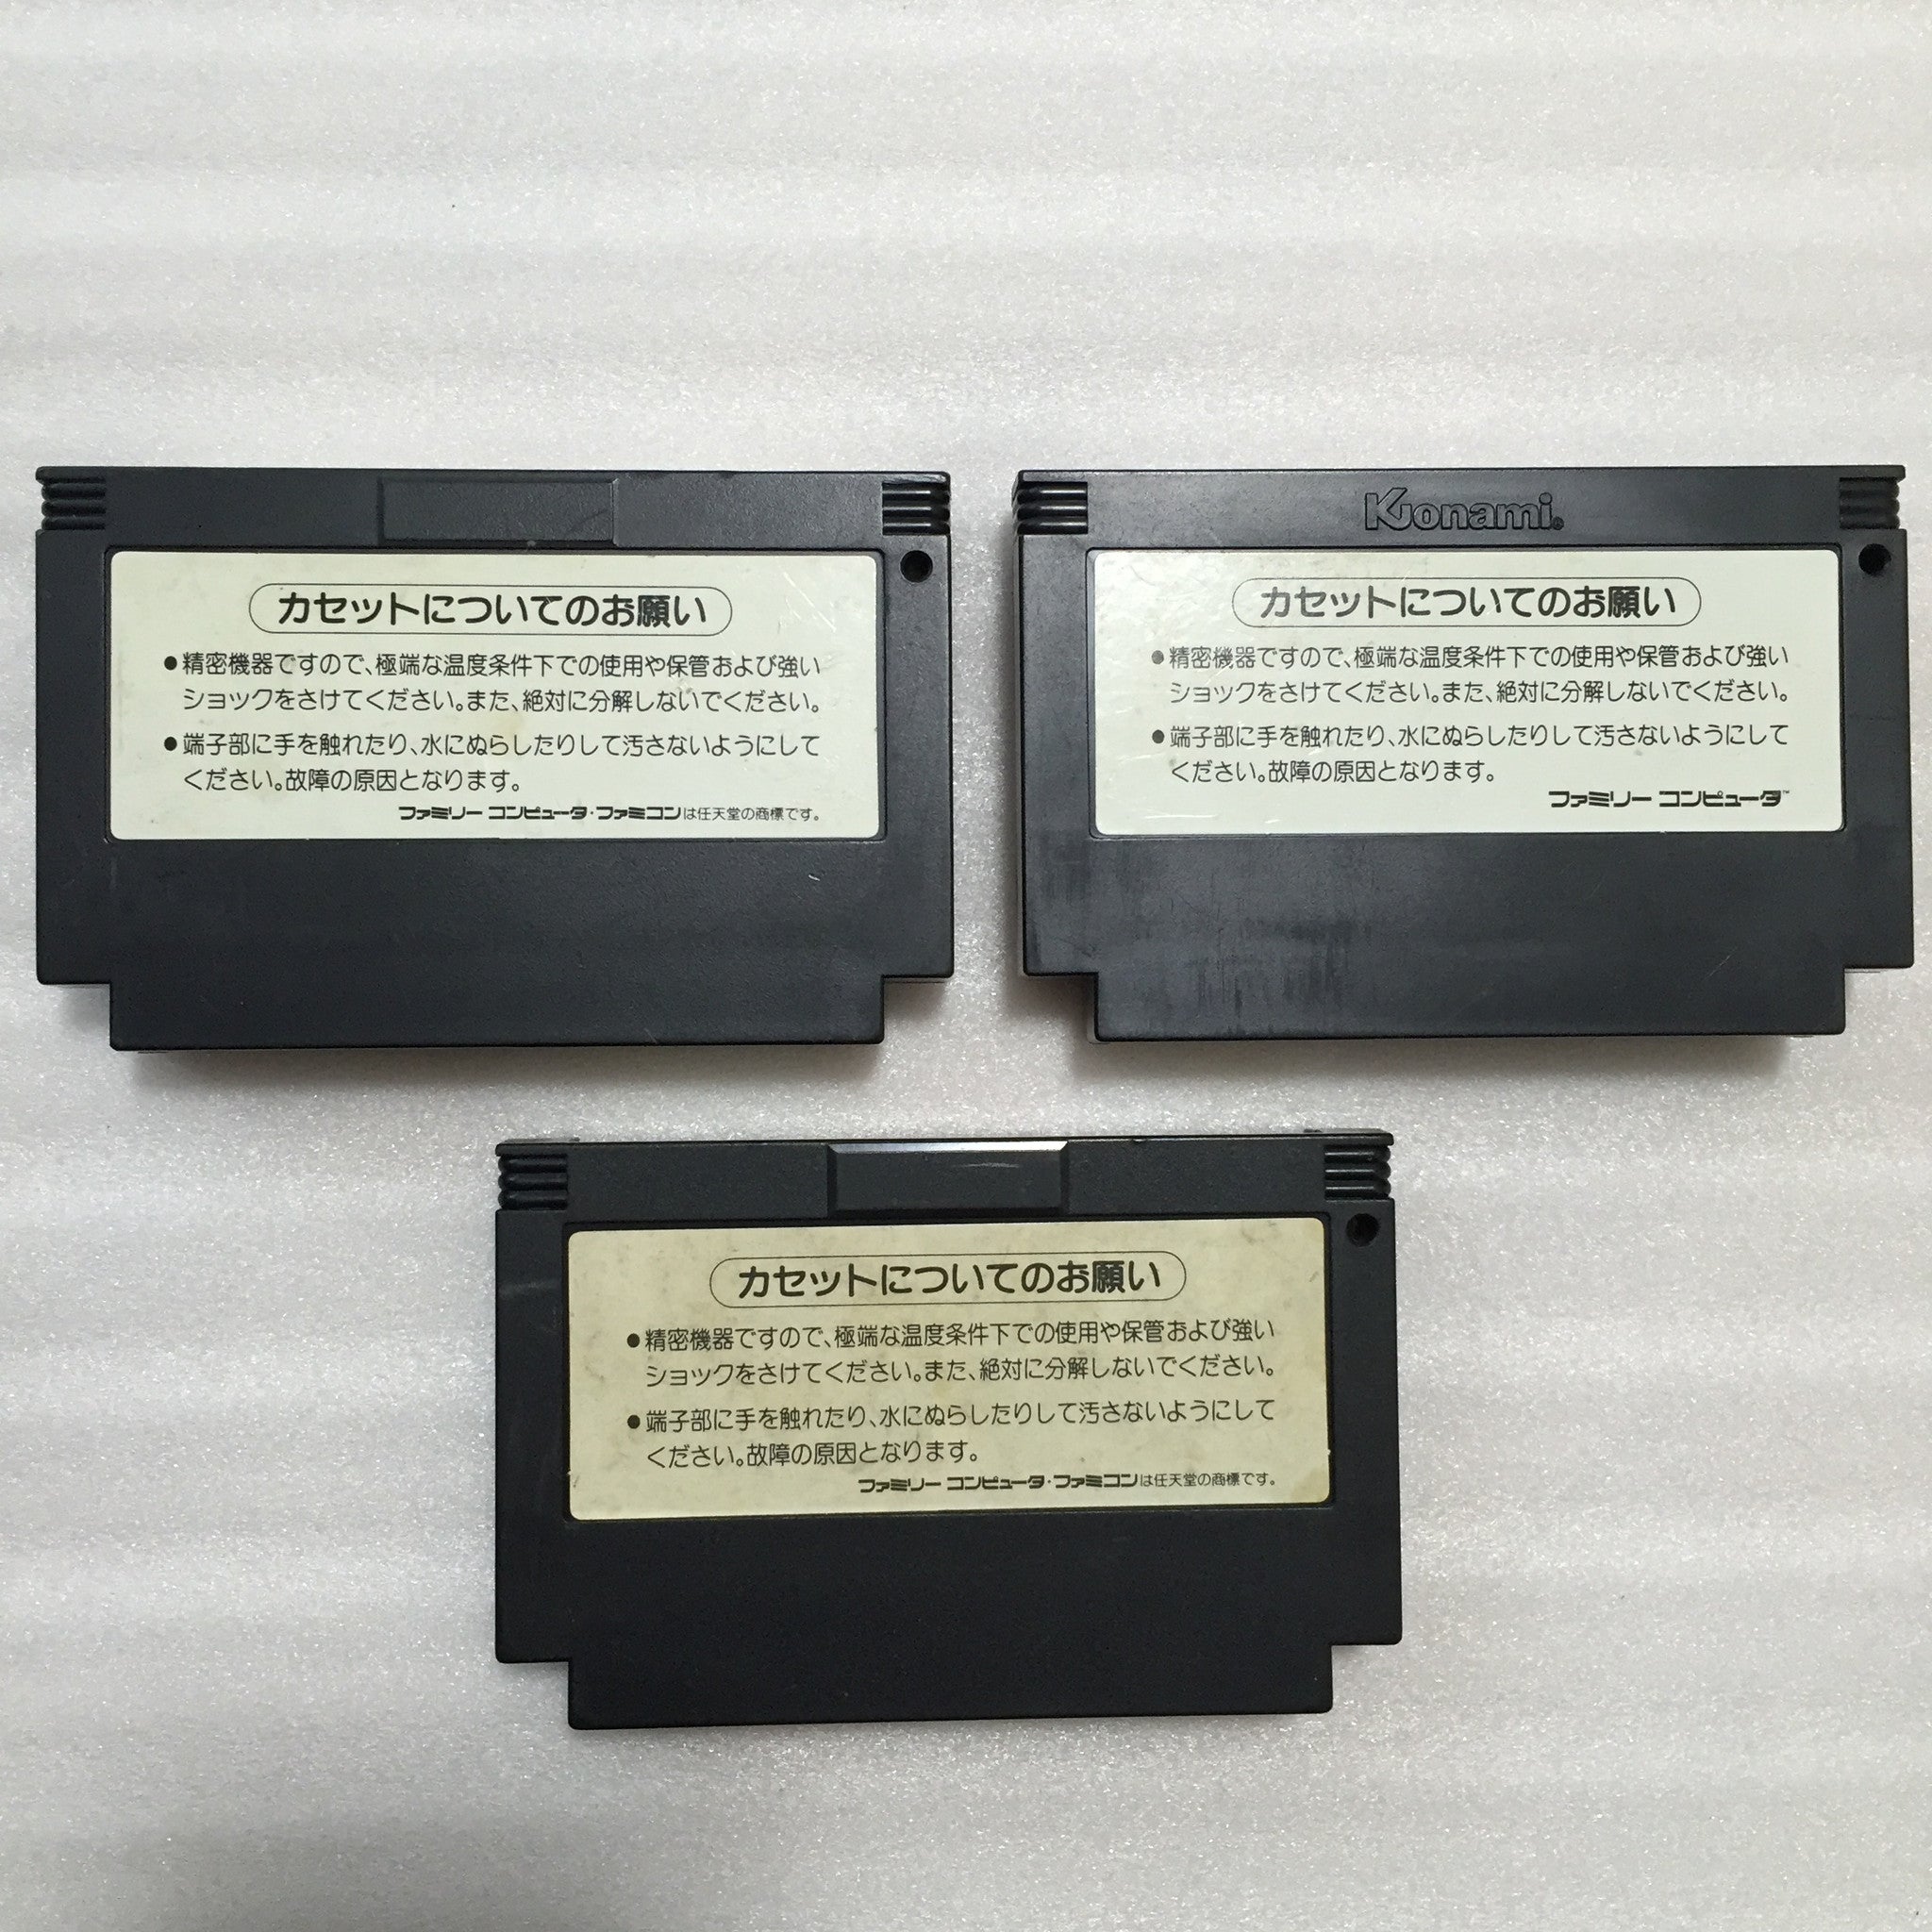 カセットについてのお願い
●精密機器ですので、極端な温度条件下での使用や保管および強い
ショックをさけてください。また、絶対に分解しないでください。
●端子部に手を触れたり、水にぬらしたりして汚さないようにして
ください。故障の原因となります。
ファミリー コンピュータ・ファミコンは任天堂の商標です。
Konami®
カセットについてのお願い
●精密機器ですので、極端な温度条件下での使用や保管および強い
ショックをさけてください。また、絶対に分解しないでください。
●端子部に手を触れたり、水にぬらしたりして汚さないようにして
ください。故障の原因となります。
ファミリー コンピュータ™
カセットについてのお願い
●精密機器ですので、極端な温度条件下での使用や保管および強い
ショックをさけてください。また、絶対に分解しないでください。
●端子部に手を触れたり、水にぬらしたりして汚さないようにして
ください。故障の原因となります。
ファミリー コンピュータ・ファミコンは任天堂の商標です。